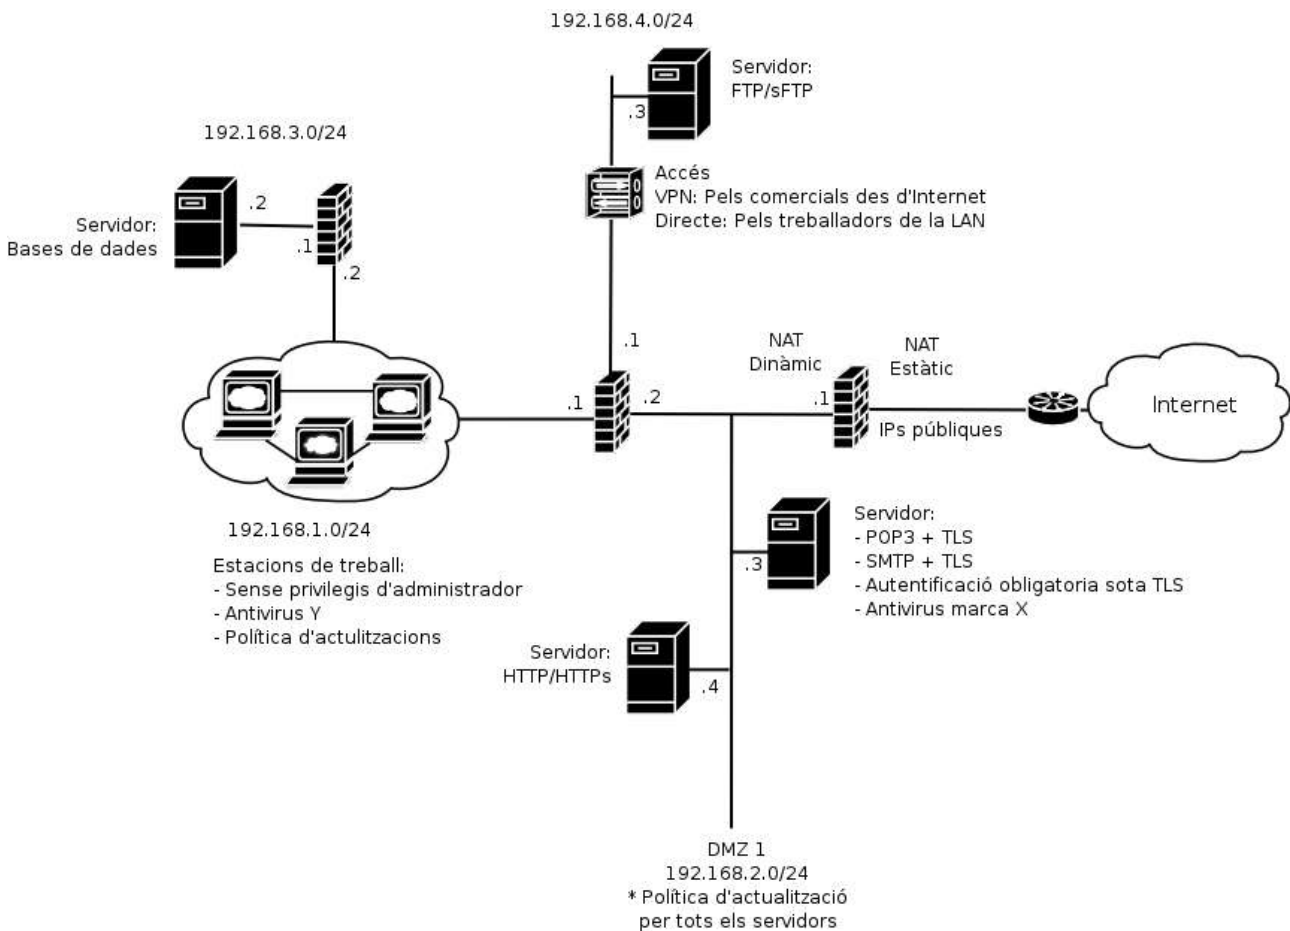 192.168.4.0/24
Servidor:
FTP/sFTP
.3
192.168.3.0/24
Accés
VPN: Pels comercials des d'Internet
Directe: Pels treballadors de la LAN
.2
Servidor:
Bases de dades
.1
.2
.1
NAT
Dinàmic
NAT
Estàtic
.1
.2
.1
IPs públiques
Internet
192.168.1.0/24
Estacions de treball:
- Sense privilegis d'administrador
- Antivirus Y
- Política d'actulitzacions
Servidor:
- POP3 + TLS
- SMTP + TLS
- Autentificació obligatoria sota TLS
- Antivirus marca X
.3
Servidor:
HTTP/HTTPs
.4
DMZ 1
192.168.2.0/24
* Política d'actualització
per tots els servidors